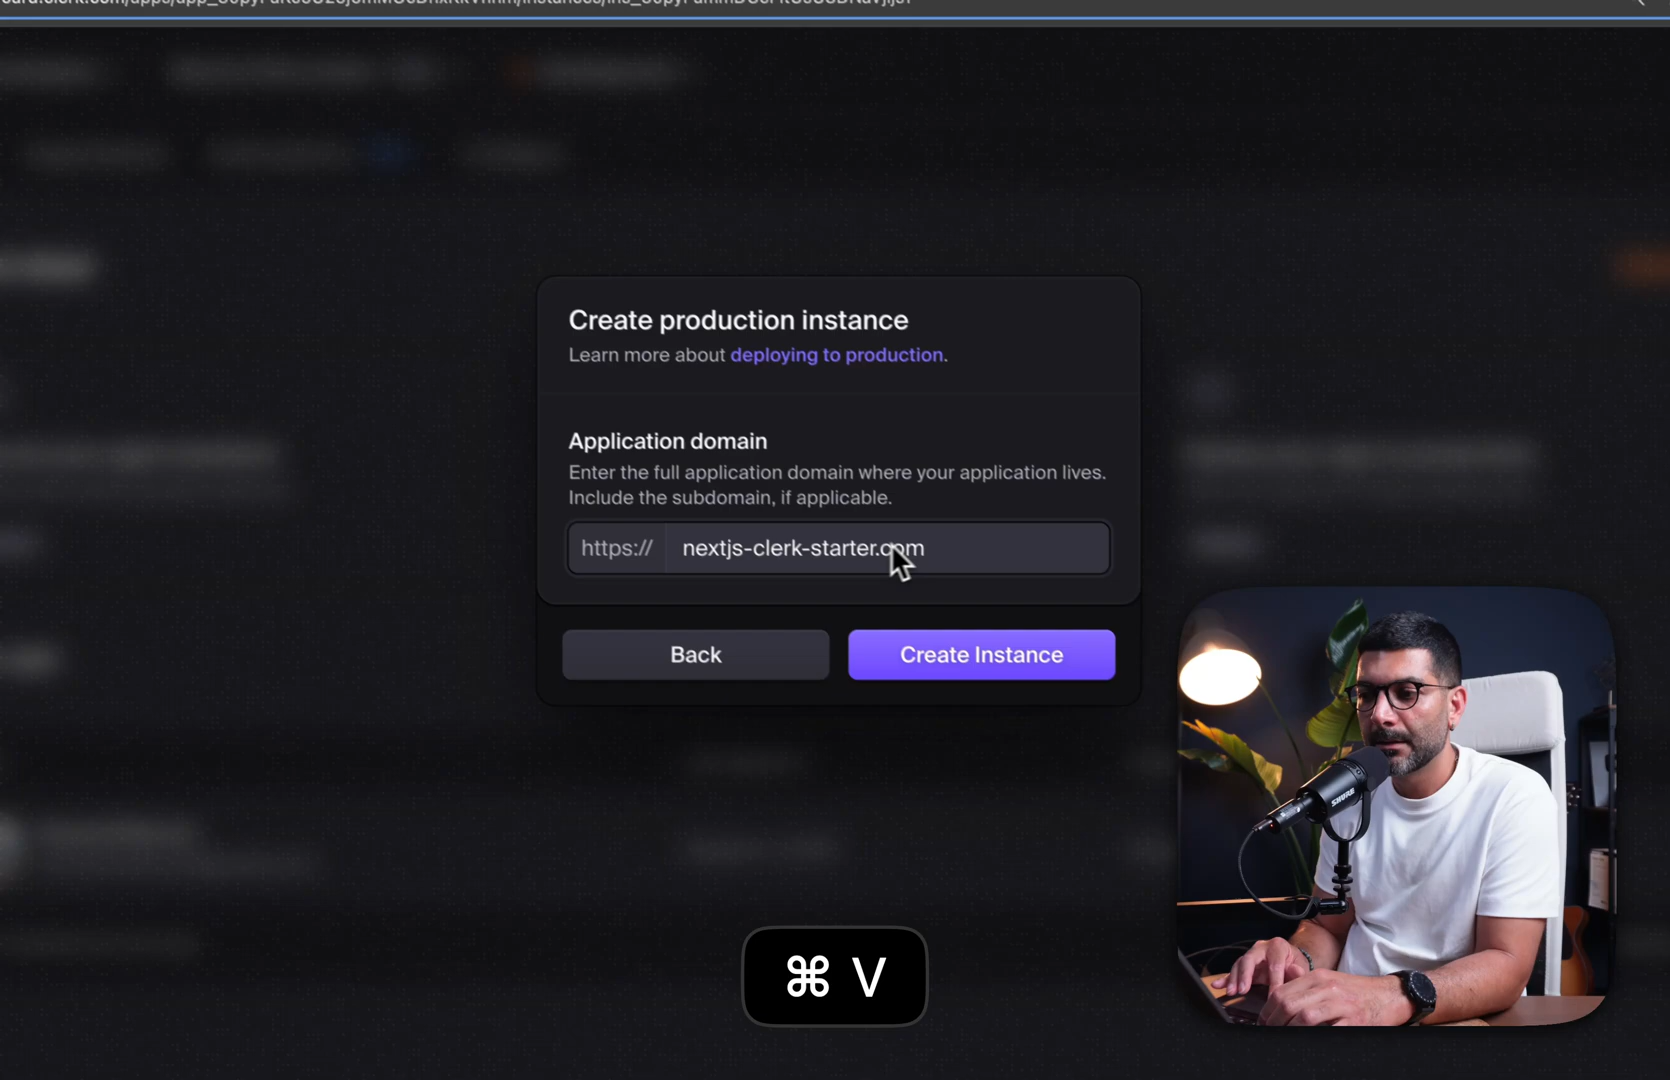 Create production instance
Learn more about deploying to production.
Application domain
Enter the full application domain where your application lives.
Include the subdomain, if applicable.
https:// nextjs-clerk-starter.com
Back
Create Instance
SHURE
⌘ V